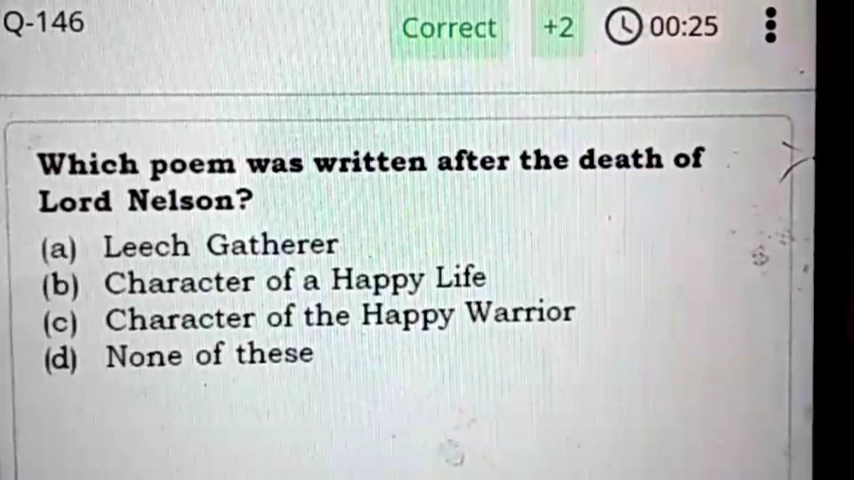 Q-146 Correct +2 00:25
Which poem was written after the death of
Lord Nelson?
(a) Leech Gatherer
(b) Character of a Happy Life
(c) Character of the Happy Warrior
(d) None of these